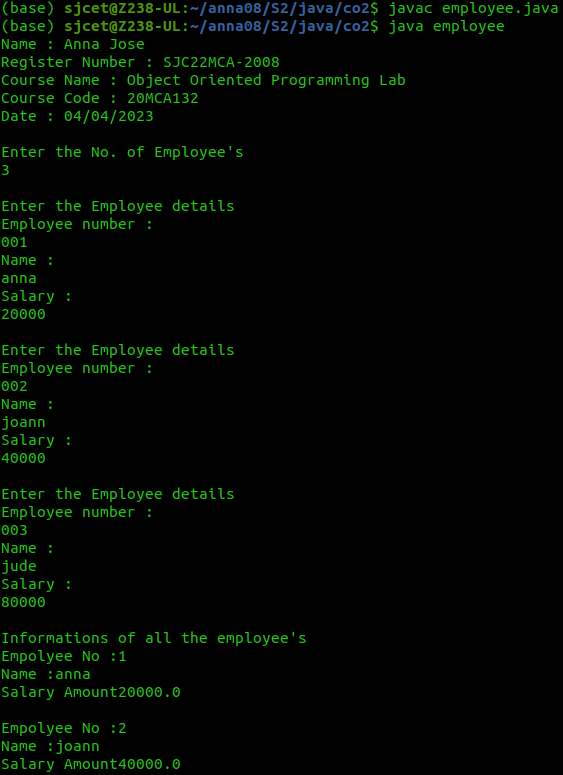 (base) sjcet@Z238-UL:~/anna08/S2/java/co2$ javac employee.java
(base) sjcet@Z238-UL:~/anna08/S2/java/co2$ java employee
Name : Anna Jose
Register Number : SJC22MCA-2008
Course Name : Object Oriented Programming Lab
Course Code : 20MCA132
Date : 04/04/2023

Enter the No. of Employee's
3

Enter the Employee details
Employee number :
001
Name :
anna
Salary :
20000

Enter the Employee details
Employee number :
002
Name :
joann
Salary :
40000

Enter the Employee details
Employee number :
003
Name :
jude
Salary :
80000

Informations of all the employee's
Empolyee No :1
Name :anna
Salary Amount20000.0

Empolyee No :2
Name :joann
Salary Amount40000.0